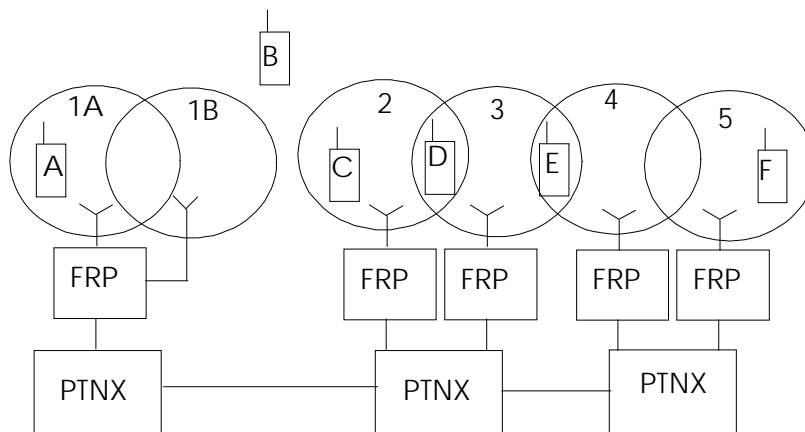 B
1A 1B 2 3 4 5
A C D E F
FRP FRP FRP FRP FRP
PTNX PTNX PTNX